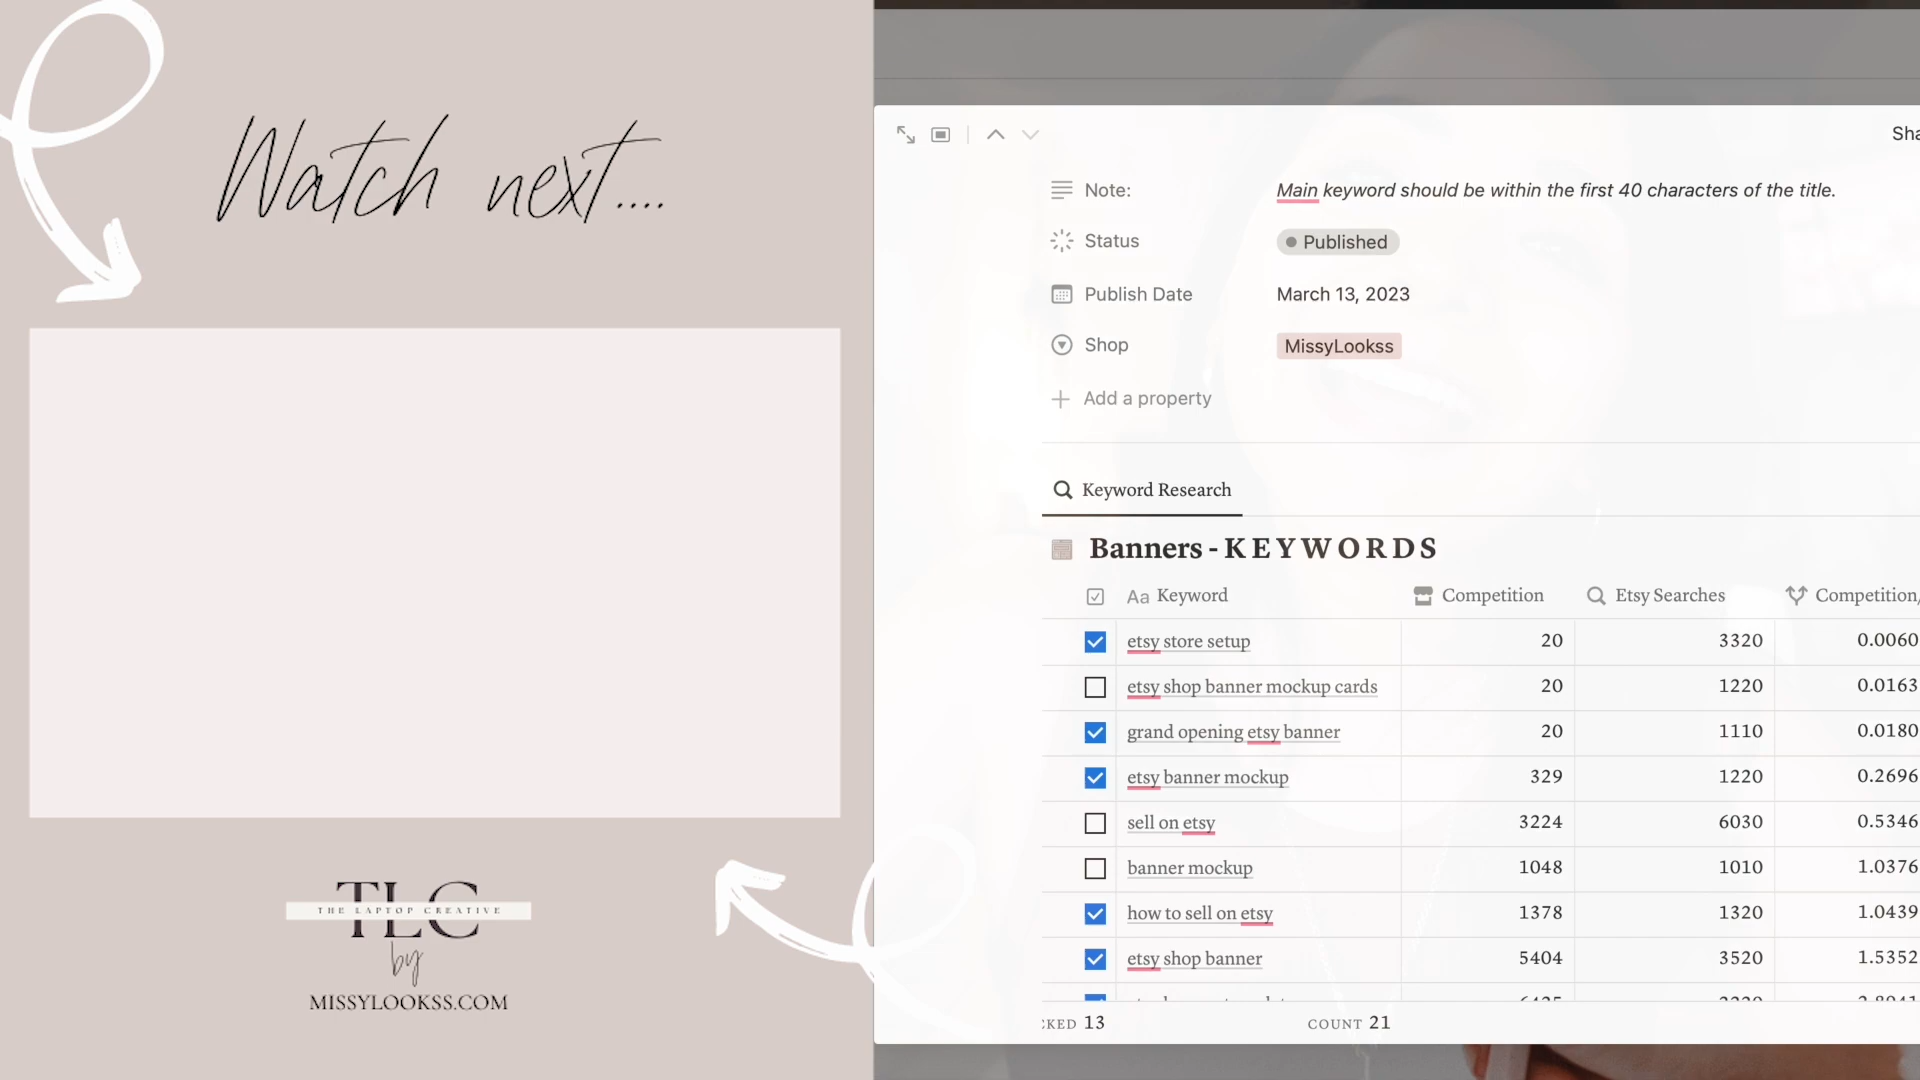 Watch next....
TLC
THE LAPTOP CREATIVE
by
MISSYLOOKSS.COM
Sha
Note: Main keyword should be within the first 40 characters of the title.
Status Published
Publish Date March 13, 2023
Shop MissyLookss
Add a property
Keyword Research
Banners - KEYWORDS
Aa Keyword Competition Etsy Searches Competition/
etsy store setup 20 3320 0.0060
etsy shop banner mockup cards 20 1220 0.0163
grand opening etsy banner 20 1110 0.0180
etsy banner mockup 329 1220 0.2696
sell on etsy 3224 6030 0.5346
banner mockup 1048 1010 1.0376
how to sell on etsy 1378 1320 1.0439
etsy shop banner 5404 3520 1.5352
CKED 13 COUNT 21